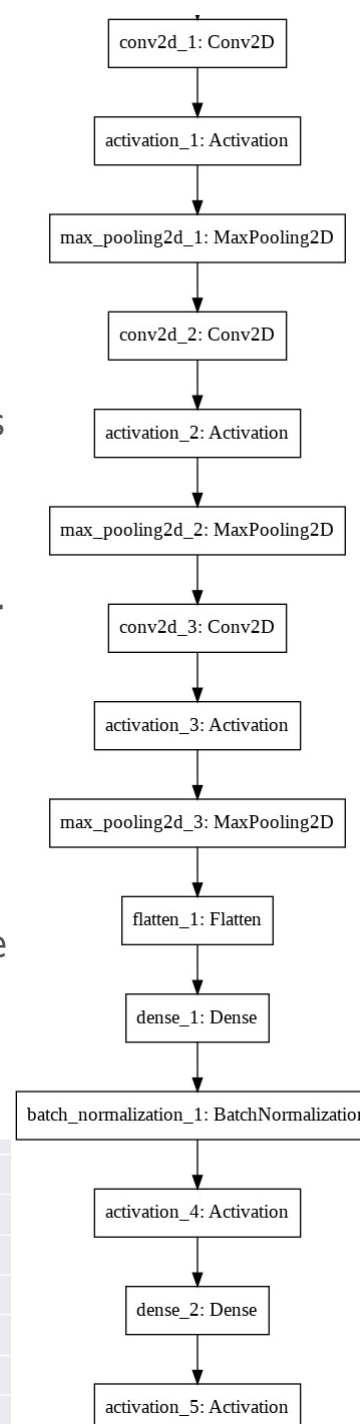 conv2d_1: Conv2D
activation_1: Activation
max_pooling2d_1: MaxPooling2D
conv2d_2: Conv2D
activation_2: Activation
max_pooling2d_2: MaxPooling2D
conv2d_3: Conv2D
activation_3: Activation
max_pooling2d_3: MaxPooling2D
flatten_1: Flatten
dense_1: Dense
batch_normalization_1: BatchNormalization
activation_4: Activation
dense_2: Dense
activation_5: Activation